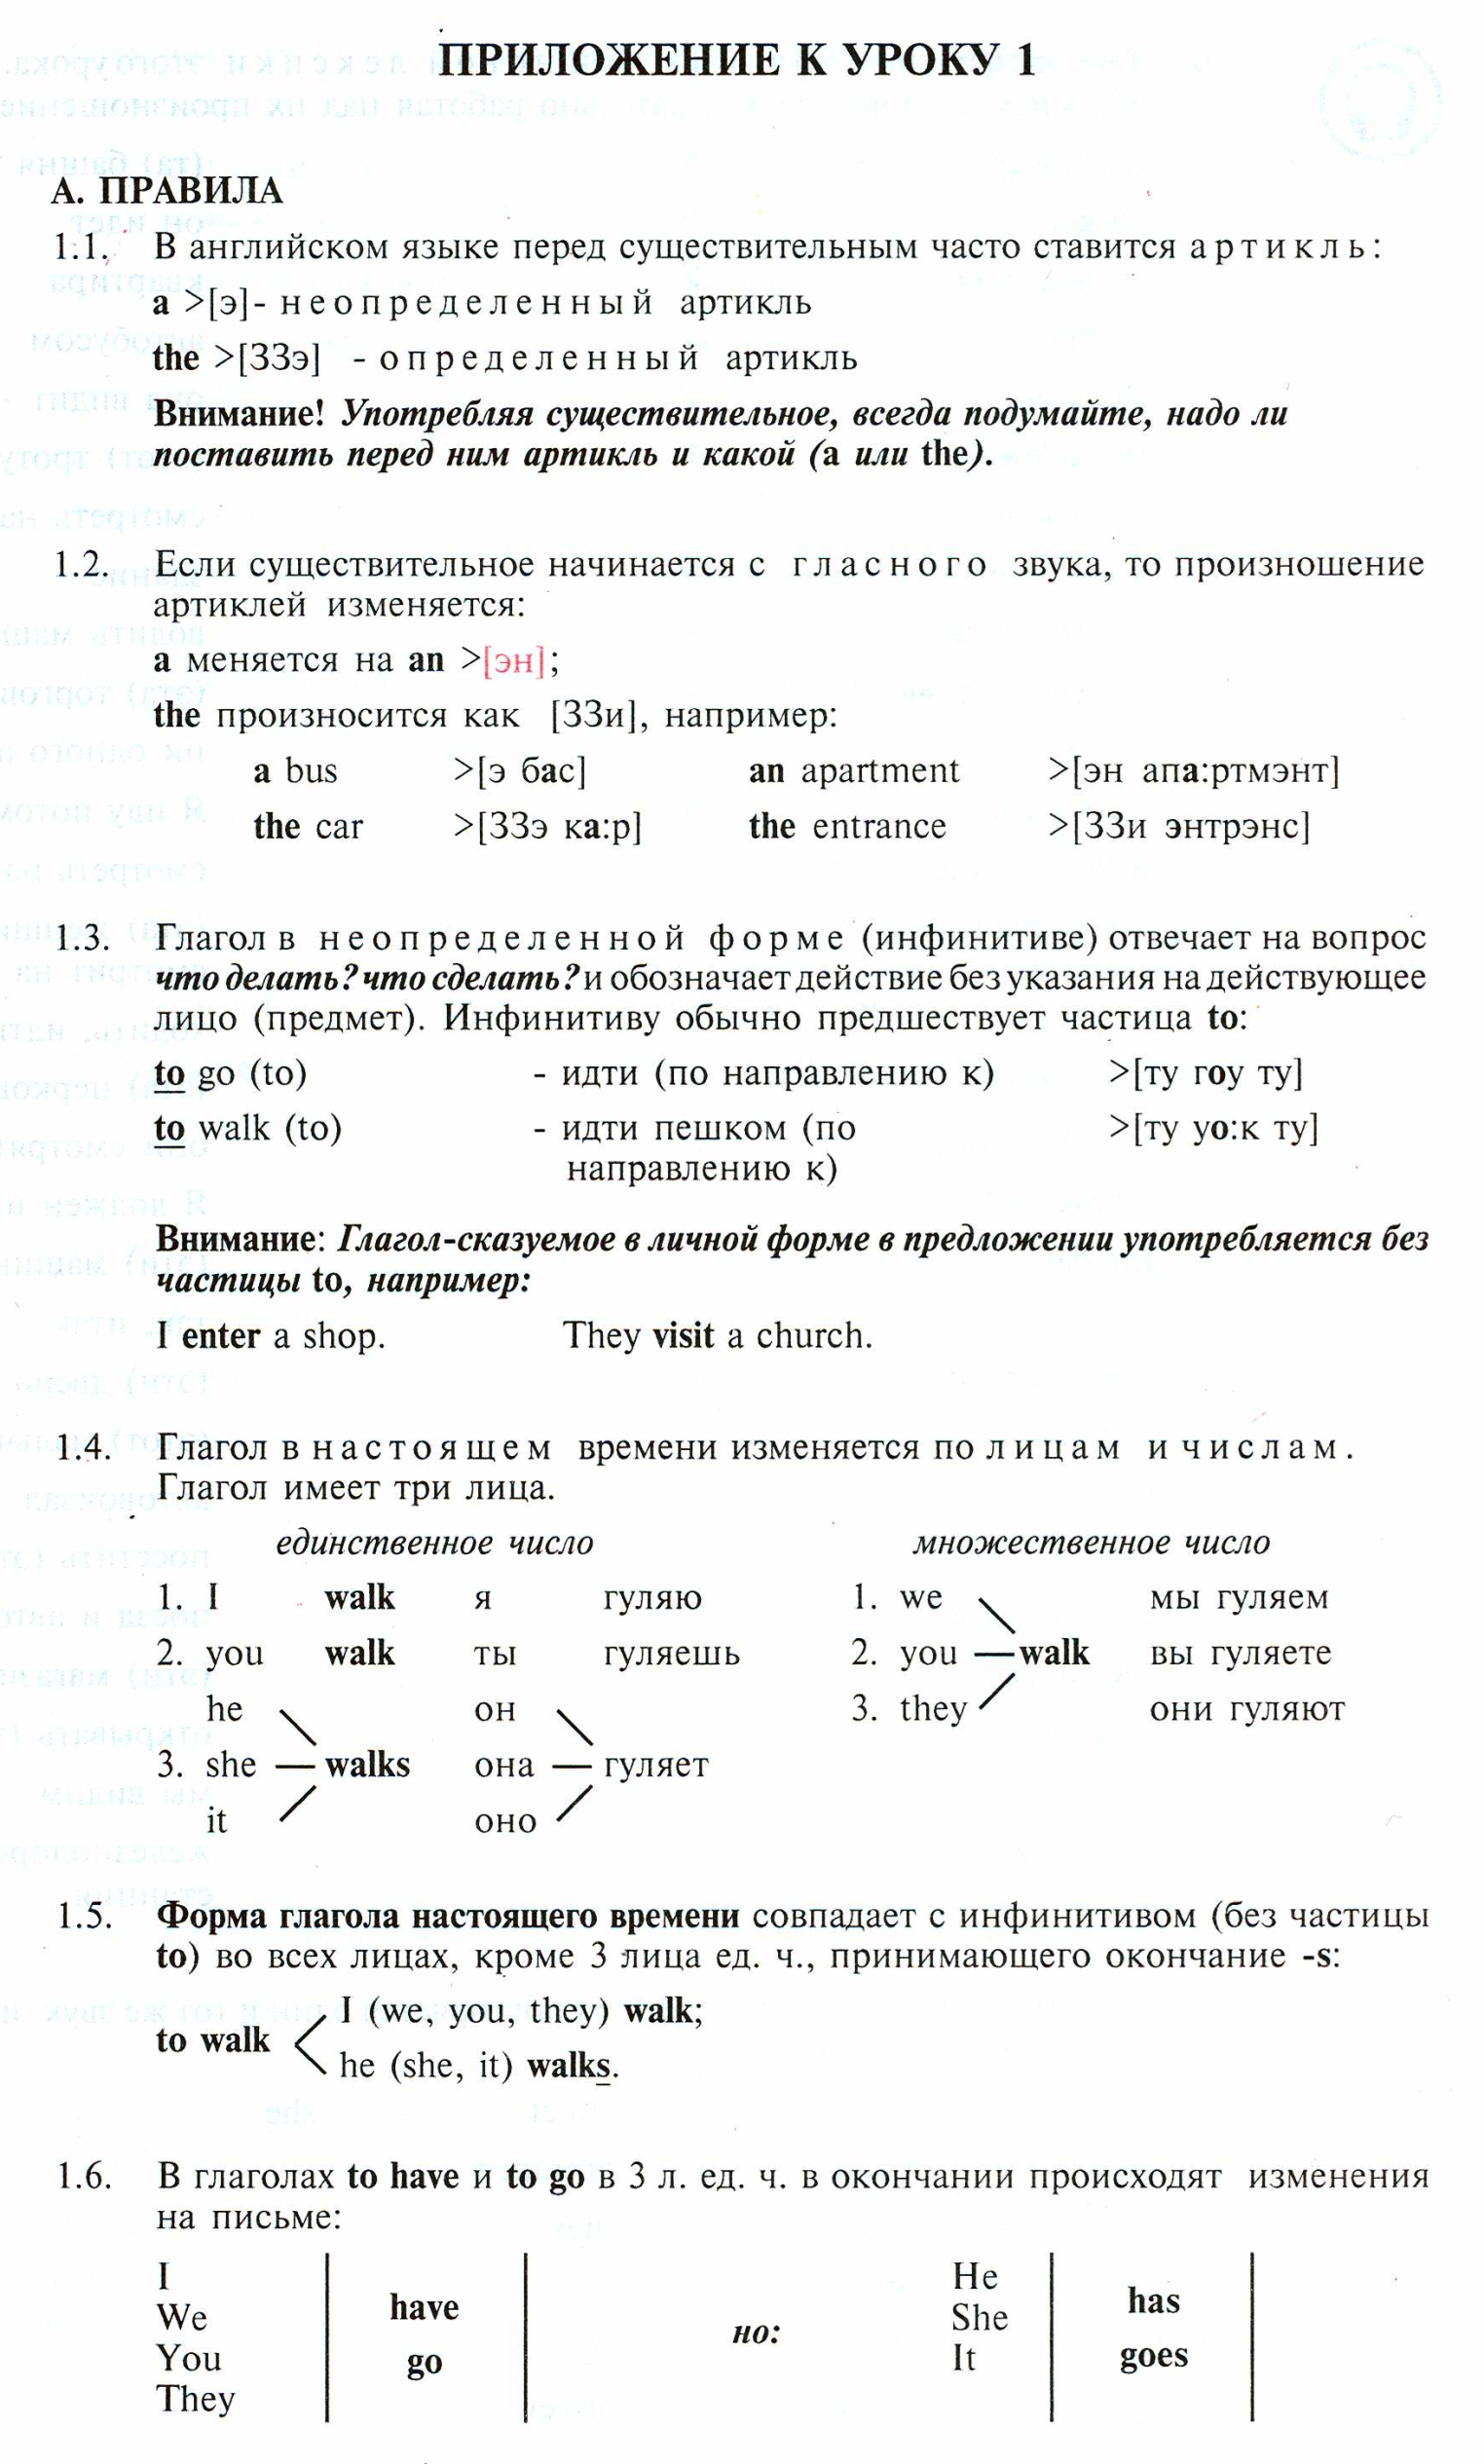 ПРИЛОЖЕНИЕ К УРОКУ 1
А. ПРАВИЛА
1.1. В английском языке перед существительным часто ставится артикль:
a >[э]- неопределенный артикль
the >[ЗЗэ] - определенный артикль
Внимание! Употребляя существительное, всегда подумайте, надо ли
поставить перед ним артикль и какой (a или the).
1.2. Если существительное начинается с гласного звука, то произношение
артиклей изменяется:
a меняется на an >[эн];
the произносится как [ЗЗи], например:
a bus >[э бас] an apartment >[эн апа:ртмэнт]
the car >[ЗЗэ ка:р] the entrance >[ЗЗи энтрэнс]
1.3. Глагол в неопределенной форме (инфинитиве) отвечает на вопрос
что делать? что сделать? и обозначает действие без указания на действующее
лицо (предмет). Инфинитиву обычно предшествует частица to:
to go (to) - идти (по направлению к) >[ту гоу ту]
to walk (to) - идти пешком (по >[ту уо:к ту]
направлению к)
Внимание: Глагол-сказуемое в личной форме в предложении употребляется без
частицы to, например:
I enter a shop. They visit a church.
1.4. Глагол в настоящем времени изменяется по лицам и числам.
Глагол имеет три лица.
единственное число множественное число
1. I walk я гуляю 1. we мы гуляем
2. you walk ты гуляешь 2. you walk вы гуляете
he он 3. they они гуляют
3. she walks она гуляет
it оно
1.5. Форма глагола настоящего времени совпадает с инфинитивом (без частицы
to) во всех лицах, кроме 3 лица ед. ч., принимающего окончание -s:
I (we, you, they) walk;
to walk
he (she, it) walks.
1.6. В глаголах to have и to go в 3 л. ед. ч. в окончании происходят изменения
на письме:
I He
We have She has
но:
You go It goes
They